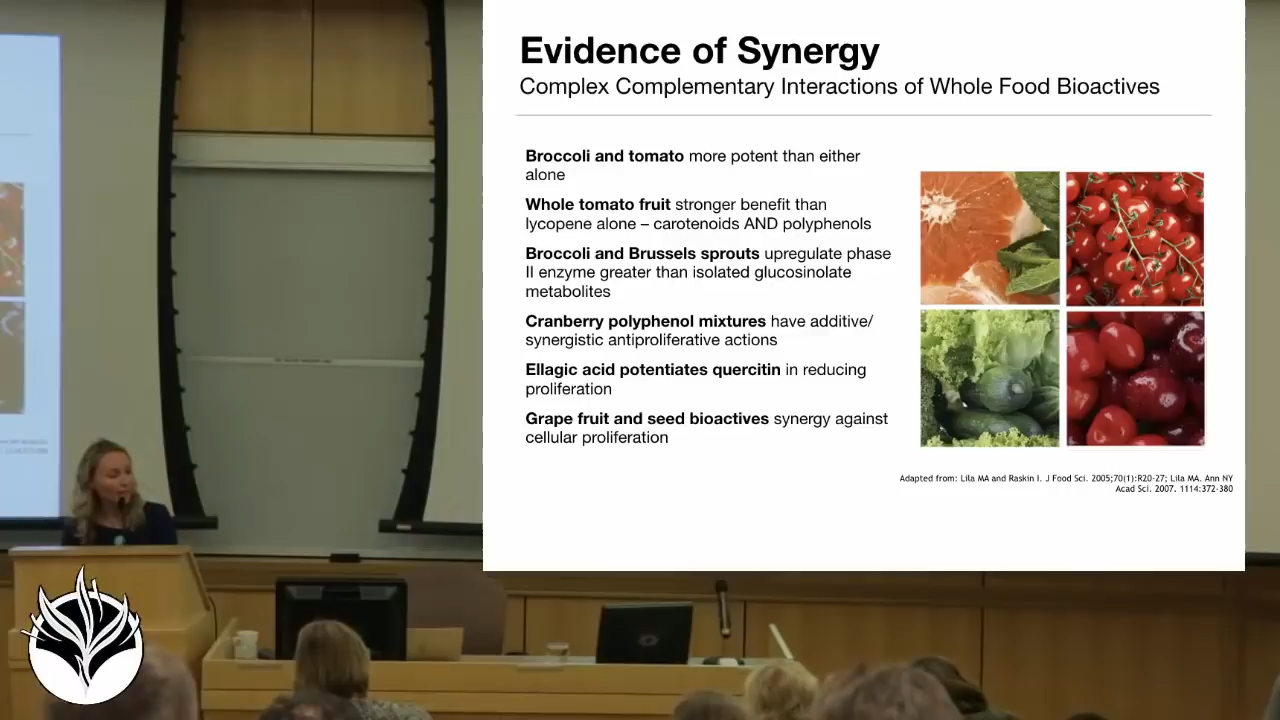 Evidence of Synergy
Complex Complementary Interactions of Whole Food Bioactives
Broccoli and tomato more potent than either
alone
Whole tomato fruit stronger benefit than
lycopene alone – carotenoids AND polyphenols
Broccoli and Brussels sprouts upregulate phase
II enzyme greater than isolated glucosinolate
metabolites
Cranberry polyphenol mixtures have additive/
synergistic antiproliferative actions
Ellagic acid potentiates quercitin in reducing
proliferation
Grape fruit and seed bioactives synergy against
cellular proliferation
Adapted from: Lila MA and Raskin I. J Food Sci. 2005;70(1):R20-27; Lila MA. Ann NY
Acad Sci. 2007. 1114:372-380